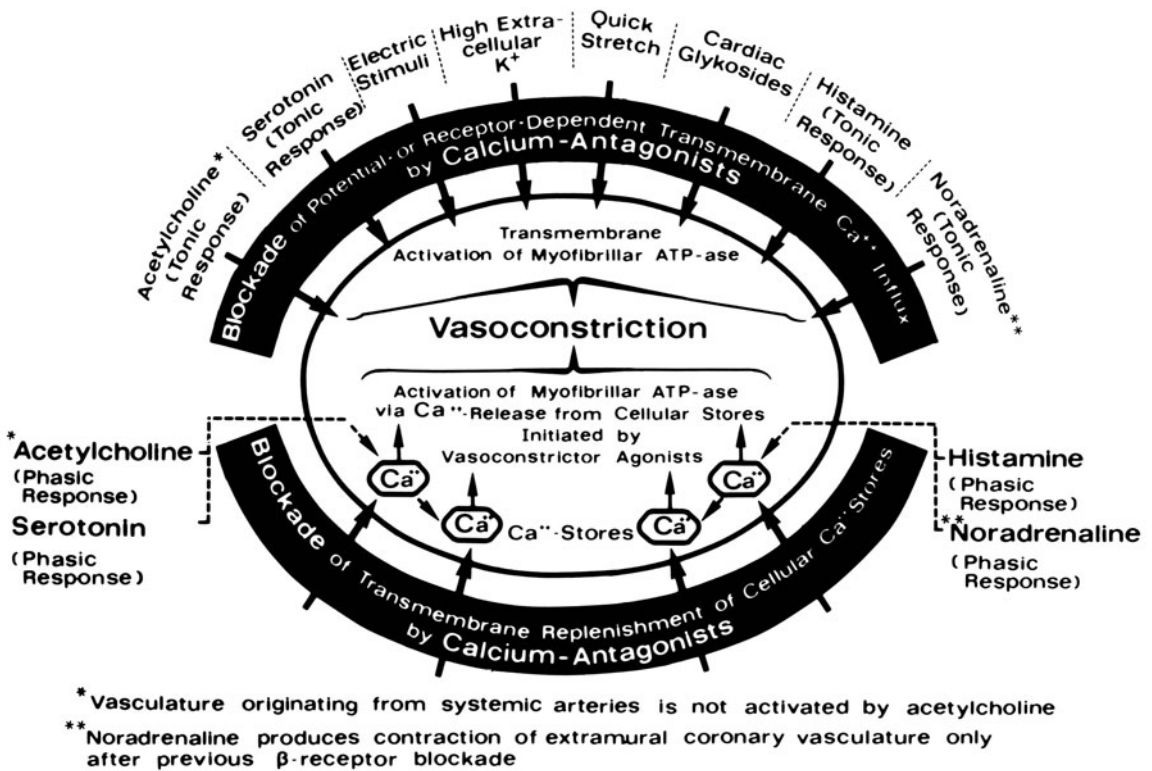 Acetylcholine *
(Tonic
Response)
Serotonin
(Tonic
Response)
Electric
Stimuli
High Extra-
cellular
K⁺
Quick
Stretch
Cardiac
Glykosides
Histamine
(Tonic
Response)
Noradrenaline**
(Tonic
Response)
Blockade of Potential- or Receptor-Dependent Transmembrane Ca⁺⁺ Influx
by Calcium-Antagonists
Transmembrane
Activation of Myofibrillar ATP-ase
Vasoconstriction
Activation of Myofibrillar ATP-ase
via Ca⁺⁺-Release from Cellular Stores
Initiated by
Vasoconstrictor Agonists
*Acetylcholine
(Phasic
Response)
Serotonin
(Phasic
Response)
Ca⁺⁺
Ca⁺⁺
Ca⁺⁺-Stores
Ca⁺⁺
Ca⁺⁺
Histamine
(Phasic
Response)
**Noradrenaline
(Phasic
Response)
Blockade of Transmembrane Replenishment of Cellular Ca⁺⁺ Stores
by Calcium-Antagonists
*Vasculature originating from systemic arteries is not activated by acetylcholine
**Noradrenaline produces contraction of extramural coronary vasculature only
after previous β-receptor blockade